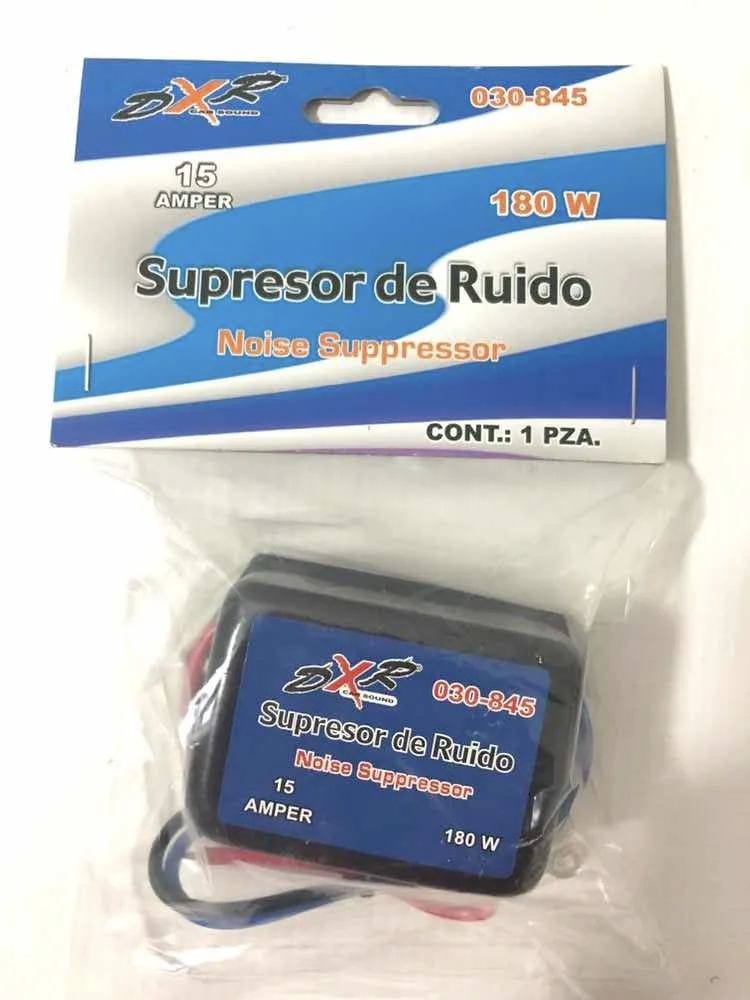 DXR
CAR SOUND
030-845
15
AMPER
180 W
Supresor de Ruido
Noise Suppressor
CONT.: 1 PZA.
DXR
CAR SOUND
030-845
Supresor de Ruido
Noise Suppressor
15
AMPER
180 W